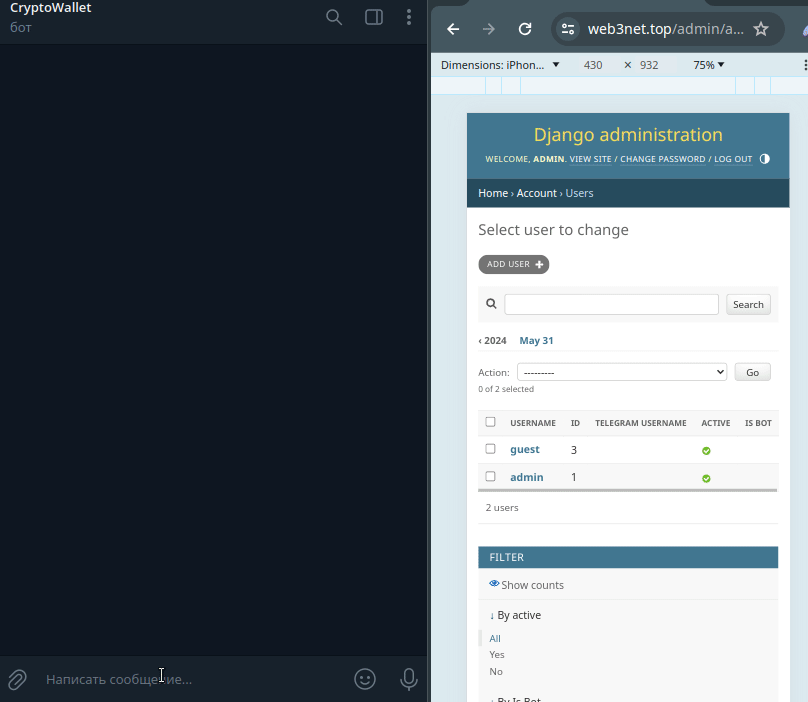 CryptoWallet
бот
Написать сообщение...
web3net.top/admin/a...
Dimensions: iPhon... 430 × 932 75%
Django administration
WELCOME, ADMIN. VIEW SITE / CHANGE PASSWORD / LOG OUT
Home › Account › Users
Select user to change
ADD USER +
Search
‹ 2024 May 31
Action: --------- Go
0 of 2 selected
USERNAME ID TELEGRAM USERNAME ACTIVE IS BOT
guest 3
admin 1
2 users
FILTER
Show counts
↓ By active
All
Yes
No
↓ By Is Bot